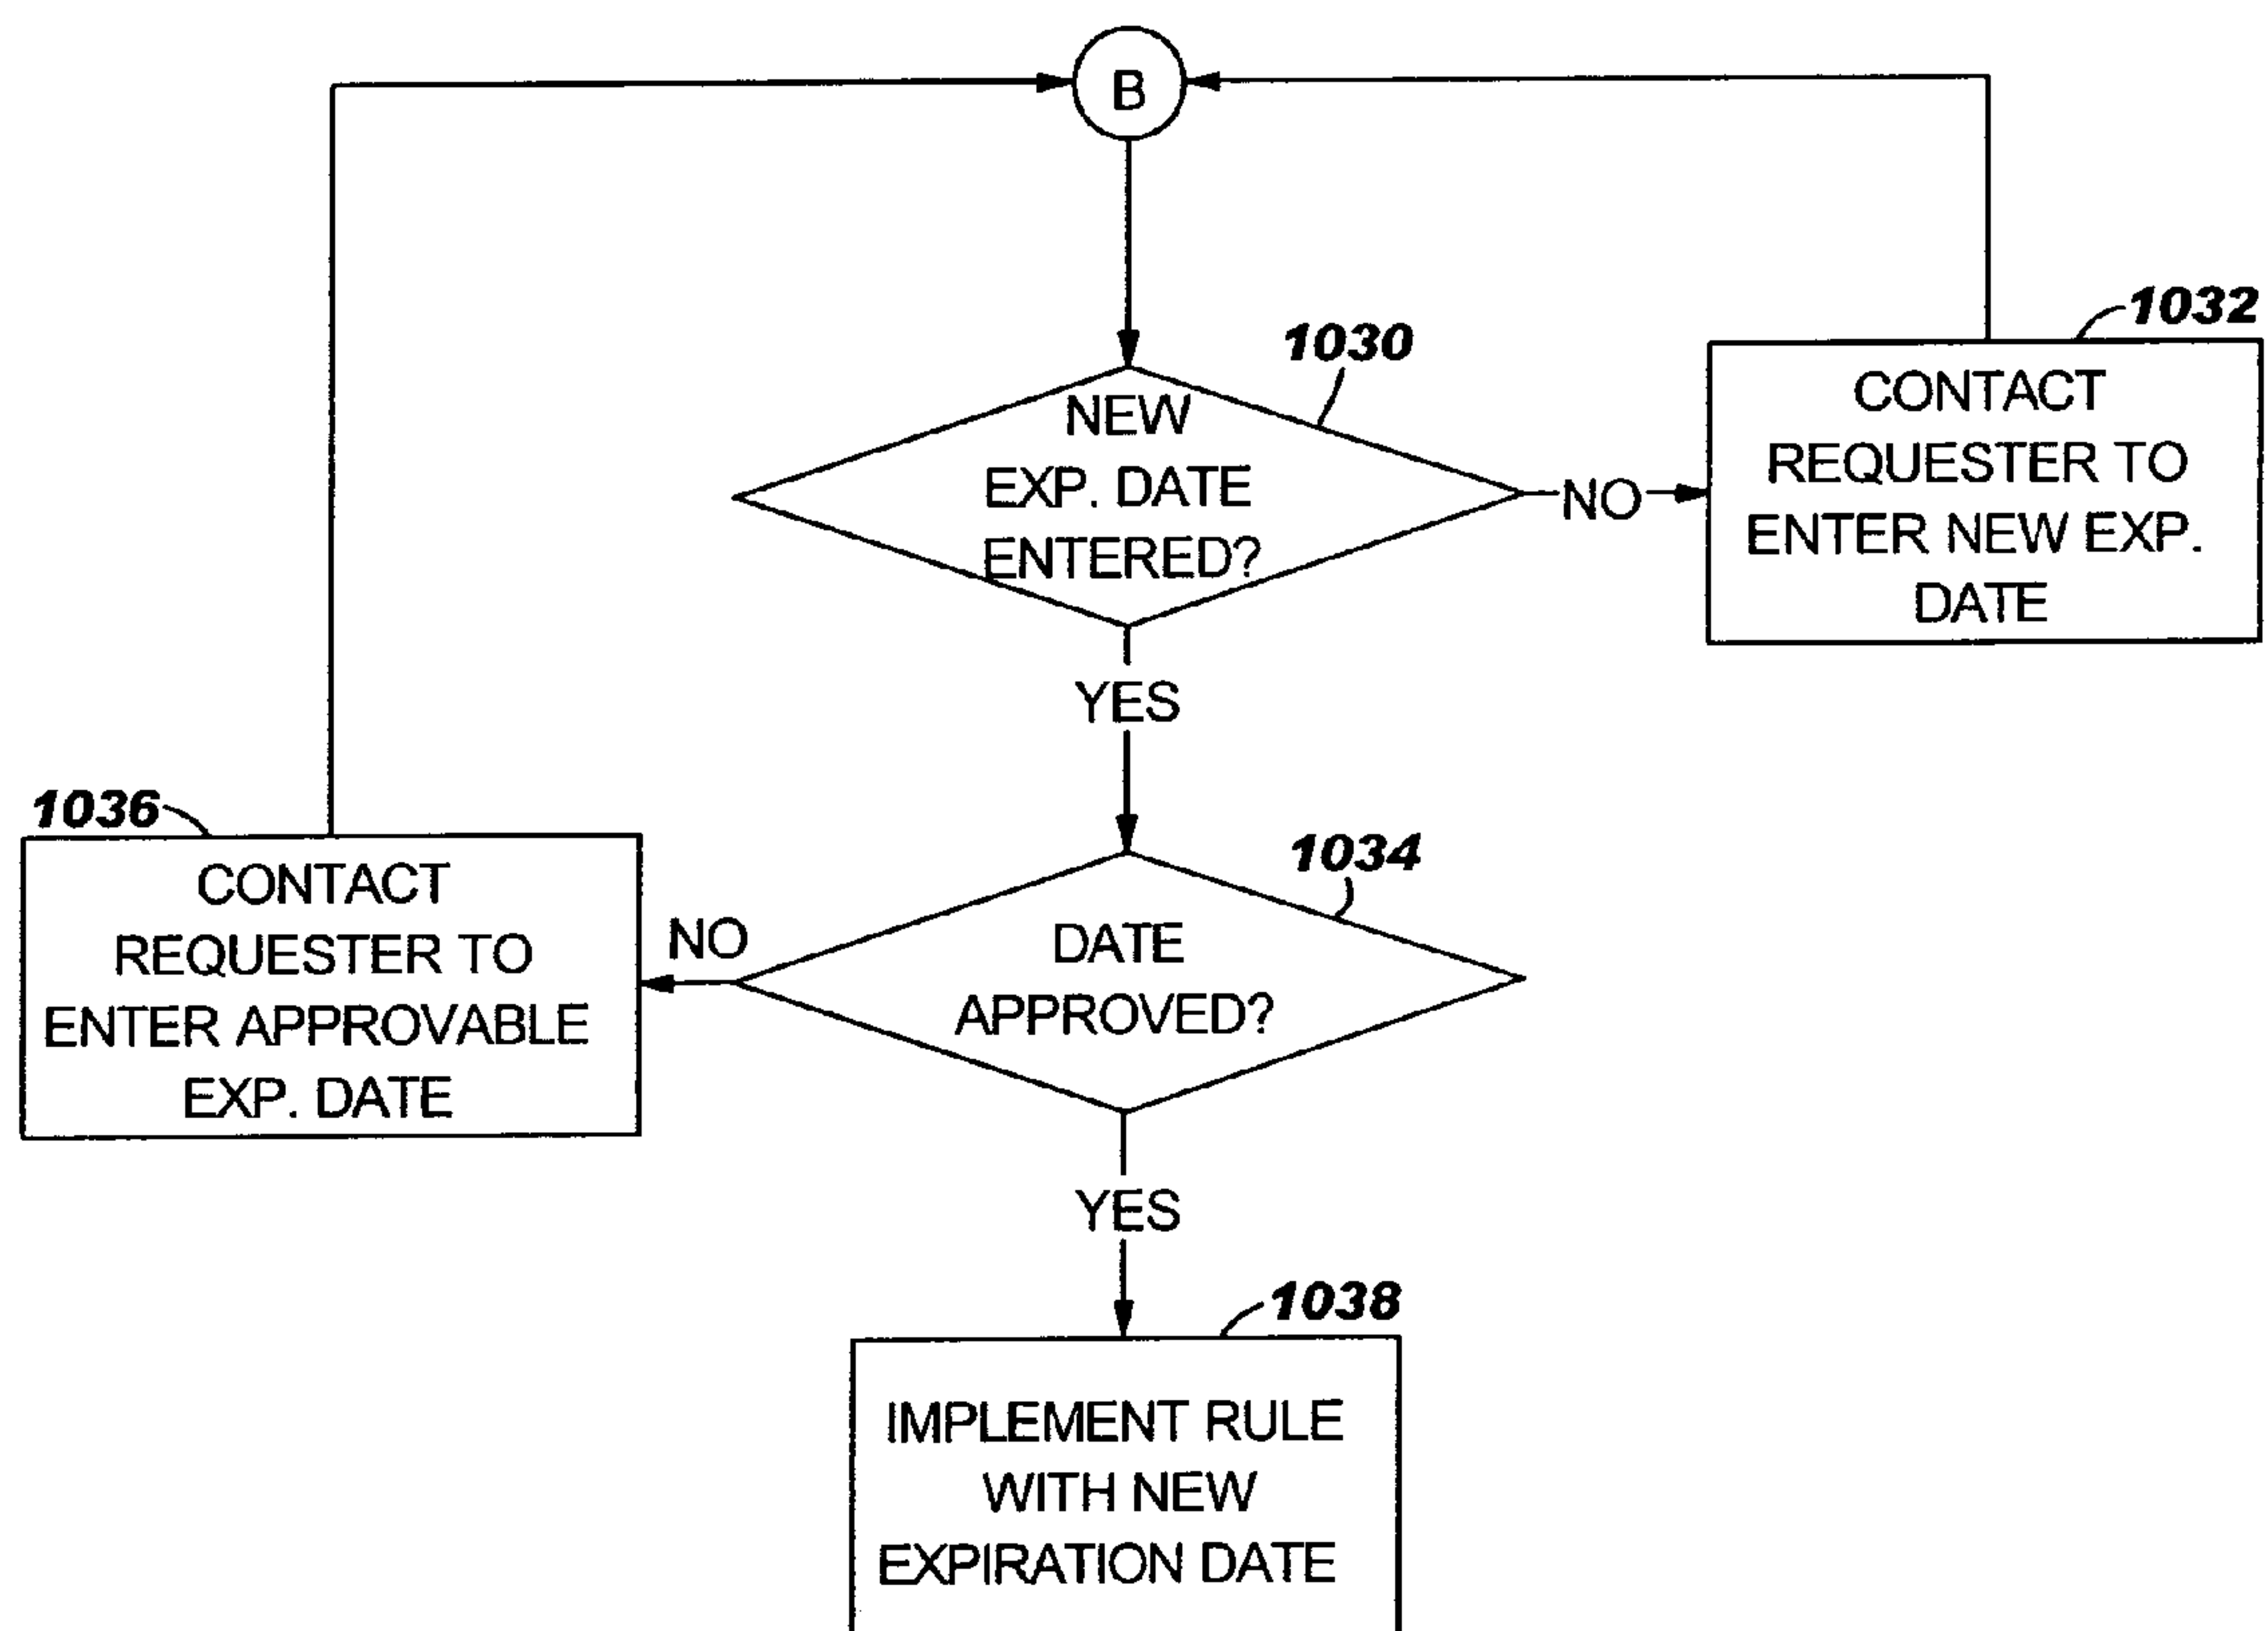 B
1030
1032
NEW
EXP. DATE
ENTERED?
NO
CONTACT
REQUESTER TO
ENTER NEW EXP.
DATE
YES
1036
1034
CONTACT
REQUESTER TO
ENTER APPROVABLE
EXP. DATE
NO
DATE
APPROVED?
YES
1038
IMPLEMENT RULE
WITH NEW
EXPIRATION DATE